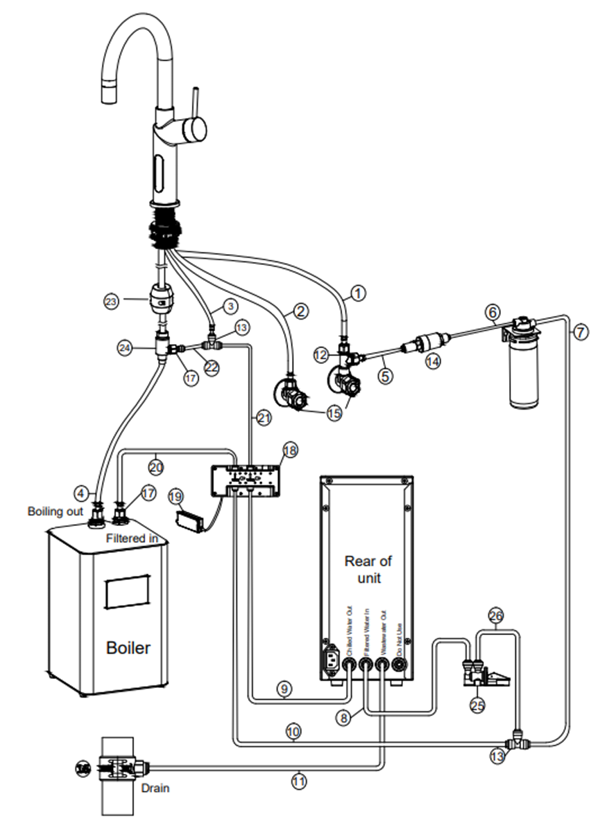 1
2
3
6
7
23
13
12
24
17
22
5
14
15
21
18
20
4
17
19
Boiling out
Filtered in
Rear of
unit
Boiler
Chilled Water Out
Filtered Water In
Wastewater Out
Do Not Use
26
25
9
8
10
13
11
16
Drain